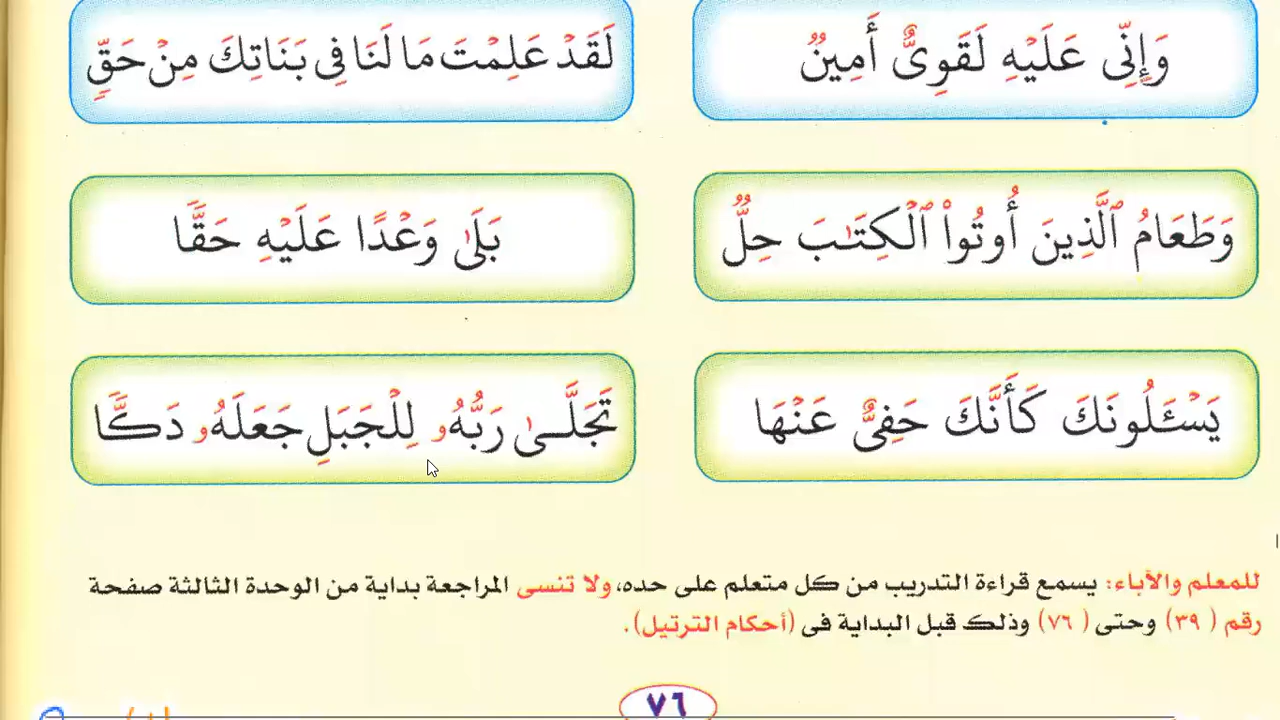 وَإِنِّى عَلَيْهِ لَقَوِىٌّ أَمِينٌ
لَقَدْ عَلِمْتَ مَا لَنَا فِى بَنَاتِكَ مِنْ حَقٍّ
وَطَعَامُ ٱلَّذِينَ أُوتُوا۟ ٱلْكِتَـٰبَ حِلٌّ
بَلَىٰ وَعْدًا عَلَيْهِ حَقًّا
يَسْـَٔلُونَكَ كَأَنَّكَ حَفِىٌّ عَنْهَا
تَجَلَّـىٰ رَبُّهُۥ لِلْجَبَلِ جَعَلَهُۥ دَكًّا
للمعلم والآباء: يسمع قراءة التدريب من كل متعلم على حده، ولا تنسى المراجعة بداية من الوحدة الثالثة صفحة
رقم ( ٣٩ ) وحتى ( ٧٦ ) وذلك قبل البداية فى (أحكام الترتيل).
٧٦